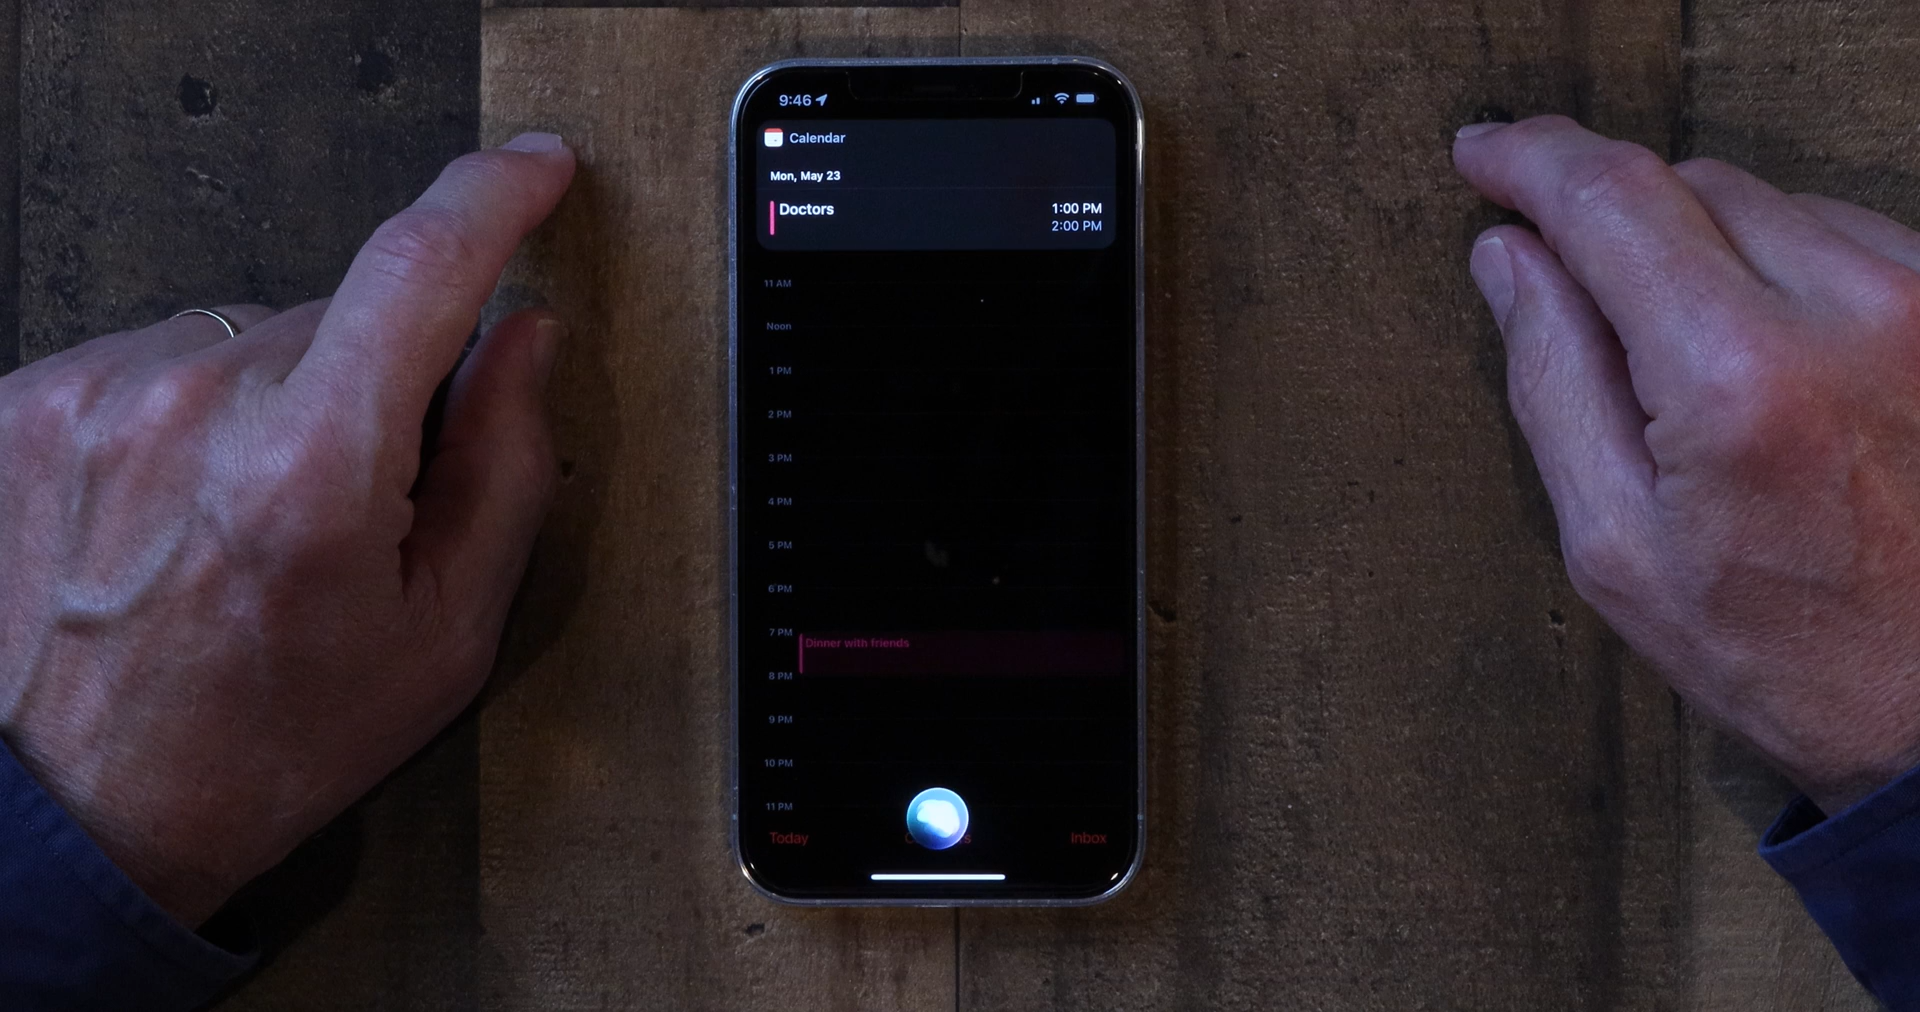 9:46
Calendar
Mon, May 23
Doctors 1:00 PM
2:00 PM
11 AM
Noon
1 PM
2 PM
3 PM
4 PM
5 PM
6 PM
7 PM
Dinner with friends
8 PM
9 PM
10 PM
11 PM
Today Inbox